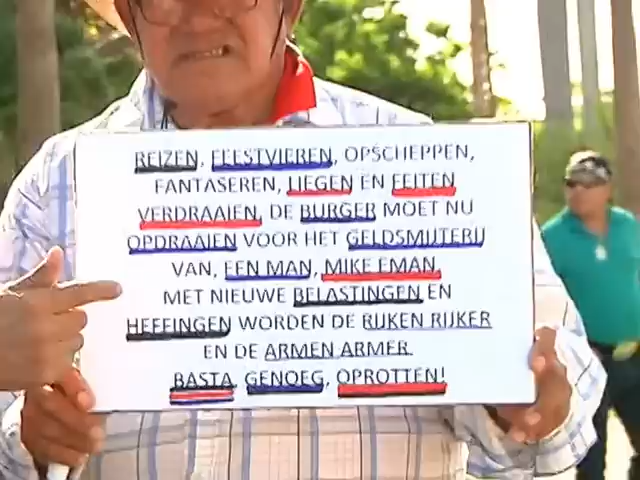 REIZEN, FEESTVIEREN, OPSCHEPPEN,
FANTASEREN, LIEGEN EN FEITEN
VERDRAAIEN, DE BURGER MOET NU
OPDRAAIEN VOOR HET GELDSMIJTERIJ
VAN, EEN MAN, MIKE EMAN,
MET NIEUWE BELASTINGEN EN
HEFFINGEN WORDEN DE RIJKEN RIJKER
EN DE ARMEN ARMER
BASTA, GENOEG, OPROTTEN!